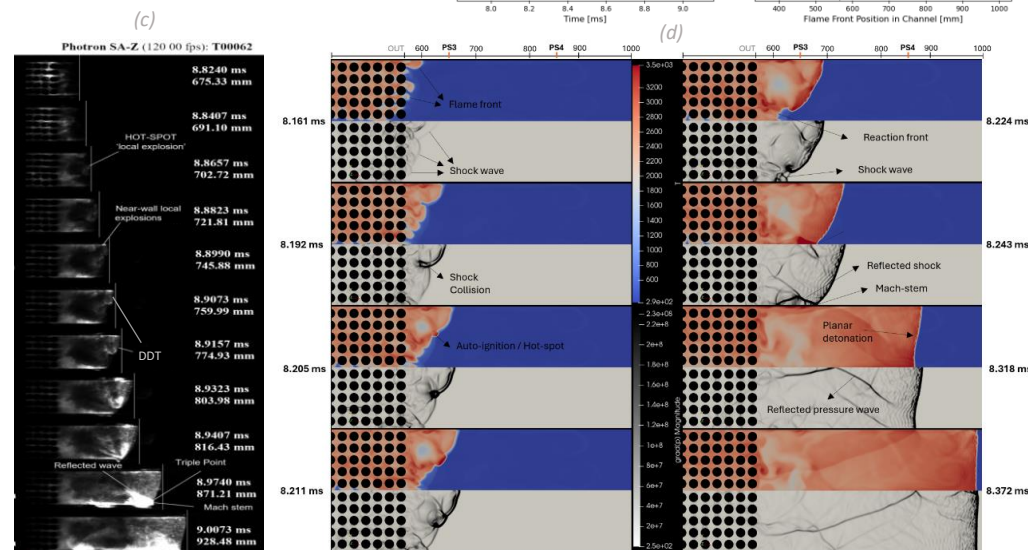 8.0 8.2 8.4 8.6 8.8 9.0
Time [ms]
300 400 500 600 700 800 900 1000
Flame Front Position in Channel [mm]
(c)
(d)
Photron SA-Z (120 00 fps): T00062
8.8240 ms
675.33 mm
8.8407 ms
691.10 mm
HOT-SPOT
'local explosion'
8.8657 ms
702.72 mm
Near-wall local
explosions
8.8823 ms
721.81 mm
8.8990 ms
745.88 mm
8.9073 ms
759.99 mm
DDT
8.9157 ms
774.93 mm
8.9323 ms
803.98 mm
8.9407 ms
816.43 mm
Reflected wave
Triple Point
8.9740 ms
871.21 mm
Mach stem
9.0073 ms
928.48 mm
OUT 600 PS3 700 PS4 800 900 1000
8.161 ms
Flame front
Shock wave
8.192 ms
Shock
Collision
8.205 ms
Auto-ignition / Hot-spot
8.211 ms
3.5e+03
3200
3000
2800
2600
2400
2200
2000
1800
1600
1400
1200
1000
800
600
2.9e+02
T
2.3e+08
2.2e+8
2e+8
1.8e+8
1.6e+8
1.4e+8
1.2e+8
1e+8
8e+7
6e+7
4e+7
2e+7
2.5e+02
grad(p) Magnitude
OUT 600 PS3 700 800 PS4 900 1000
8.224 ms
Reaction front
Shock wave
8.243 ms
Reflected shock
Mach-stem
Planar
detonation
8.318 ms
Reflected pressure wave
8.372 ms